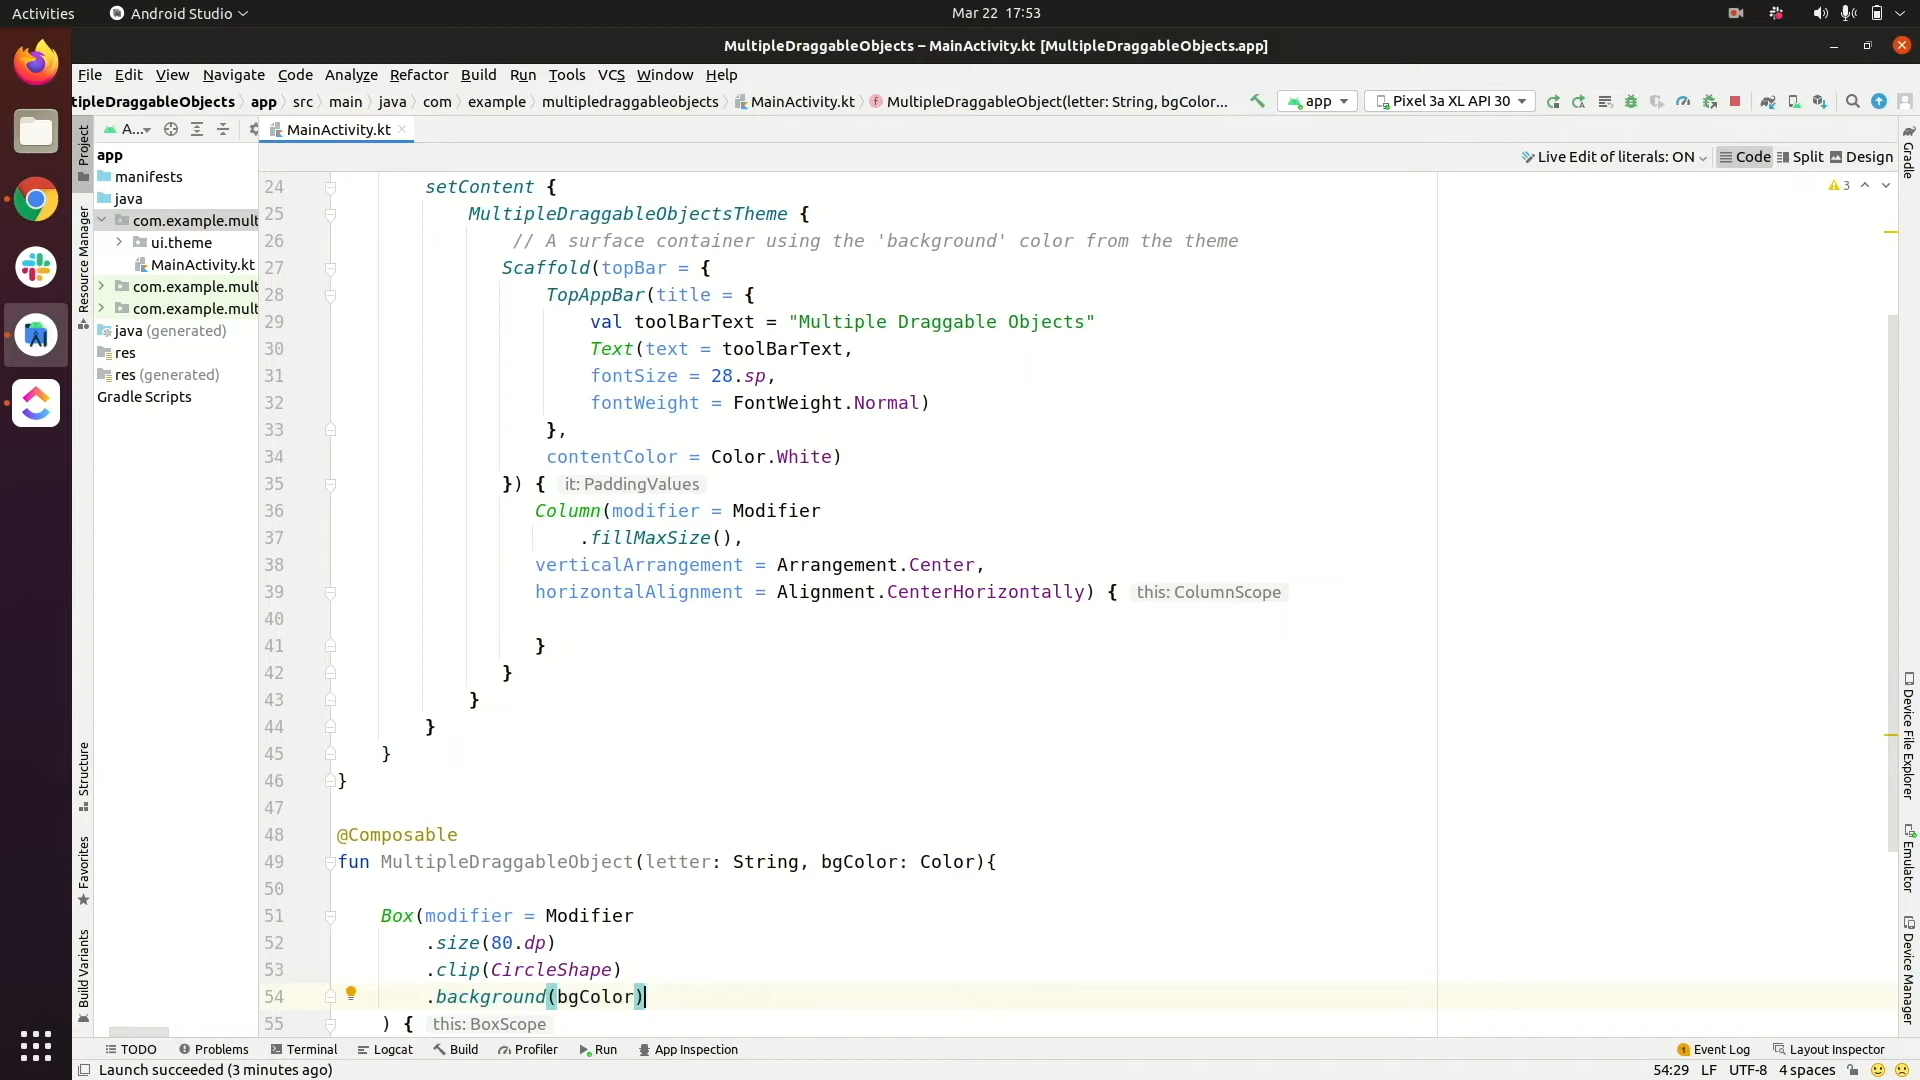 Activities
Android Studio
Mar 22 17:53
MultipleDraggableObjects – MainActivity.kt [MultipleDraggableObjects.app]
File Edit View Navigate Code Analyze Refactor Build Run Tools VCS Window Help
tipleDraggableObjects app src main java com example multipledraggableobjects MainActivity.kt MultipleDraggableObject(letter: String, bgColor...
app
Pixel 3a XL API 30
A...
MainActivity.kt
Live Edit of literals: ON
Code Split Design
3
app
manifests
java
com.example.mult
ui.theme
MainActivity.kt
com.example.mult
com.example.mult
java (generated)
res
res (generated)
Gradle Scripts
Project
Resource Manager
Structure
Favorites
Build Variants
24 setContent {
25 MultipleDraggableObjectsTheme {
26 // A surface container using the 'background' color from the theme
27 Scaffold(topBar = {
28 TopAppBar(title = {
29 val toolBarText = "Multiple Draggable Objects"
30 Text(text = toolBarText,
31 fontSize = 28.sp,
32 fontWeight = FontWeight.Normal)
33 },
34 contentColor = Color.White)
35 }) { it: PaddingValues
36 Column(modifier = Modifier
37 .fillMaxSize(),
38 verticalArrangement = Arrangement.Center,
39 horizontalAlignment = Alignment.CenterHorizontally) { this: ColumnScope
40
41 }
42 }
43 }
44 }
45 }
46 }
47
48 @Composable
49 fun MultipleDraggableObject(letter: String, bgColor: Color){
50
51 Box(modifier = Modifier
52 .size(80.dp)
53 .clip(CircleShape)
54 .background(bgColor)
55 ) { this: BoxScope
Gradle
Device File Explorer
Emulator
Device Manager
TODO Problems Terminal Logcat Build Profiler Run App Inspection
1 Event Log Layout Inspector
Launch succeeded (3 minutes ago)
54:29 LF UTF-8 4 spaces